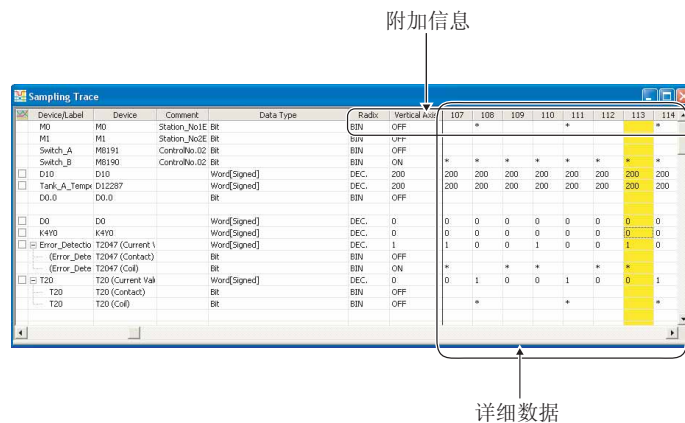 附加信息
Sampling Trace
Device/Label Device Comment Data Type Radix Vertical Axis 107 108 109 110 111 112 113 114
M0 M0 Station_No1E Bit BIN OFF * * *
M1 M1 Station_No2E Bit BIN OFF
Switch_A M8191 ControlNo.02 Bit BIN OFF
Switch_B M8190 ControlNo.02 Bit BIN ON * * * * * * * *
D10 D10 Word[Signed] DEC. 200 200 200 200 200 200 200 200 200
Tank_A_Tempe D12287 Word[Signed] DEC. 200 200 200 200 200 200 200 200 200
D0.0 D0.0 Bit BIN OFF
D0 D0 Word[Signed] DEC. 0 0 0 0 0 0 0 0 0
K4Y0 K4Y0 Word[Signed] DEC. 0 0 0 0 0 0 0 0 0
Error_Detectio T2047 (Current V Word[Signed] DEC. 1 1 0 0 1 0 0 1 0
(Error_Dete T2047 (Contact) Bit BIN OFF
(Error_Dete T2047 (Coil) Bit BIN ON * * * * *
T20 T20 (Current Valu Word[Signed] DEC. 0 0 1 0 0 1 0 0 1
T20 T20 (Contact) Bit BIN OFF
T20 T20 (Coil) Bit BIN OFF * * *
详细数据